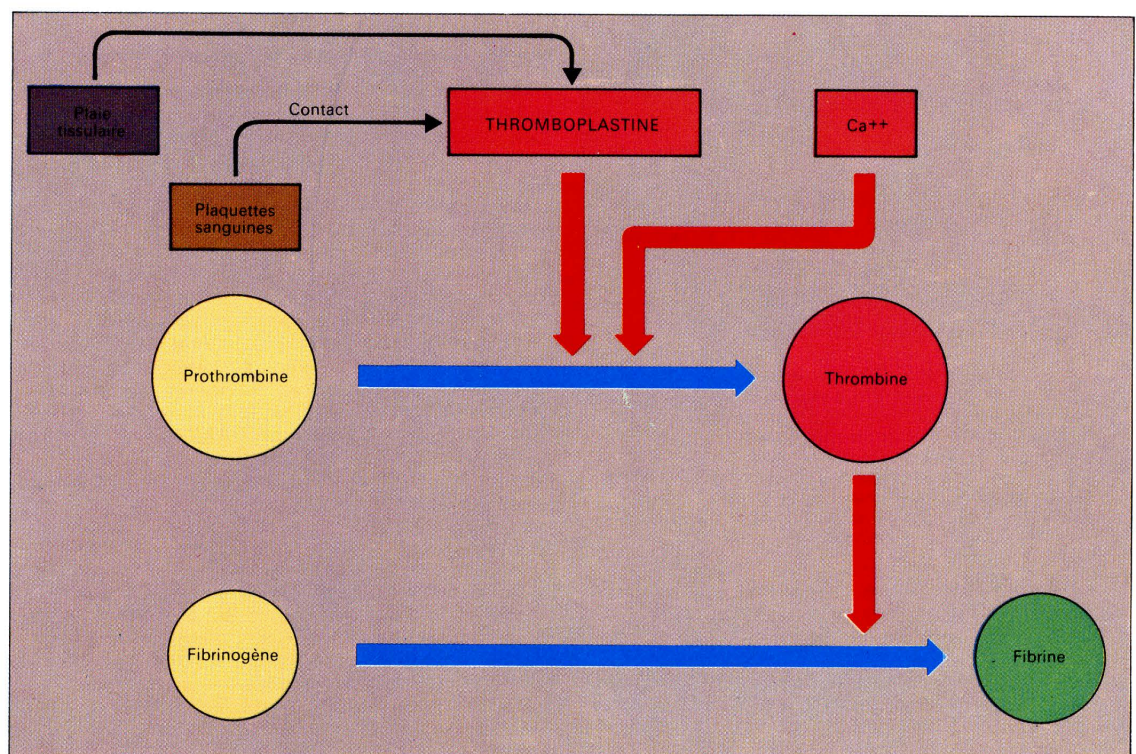 Plaie
tissulaire
Contact
THROMBOPLASTINE
Ca++
Plaquettes
sanguines
Prothrombine
Thrombine
Fibrinogène
Fibrine